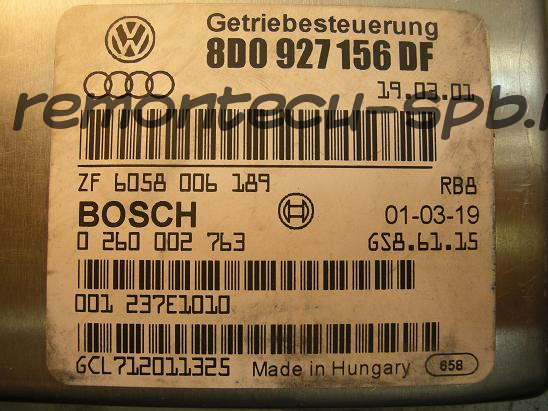 Getriebesteuerung
8D0 927 156 DF
19.03.01
remontecu-spb.r
ZF 6058 006 189 RB8
BOSCH 01-03-19
0 260 002 763 GS8.61.15
001 237E1010
GCL712011325 Made in Hungary 658